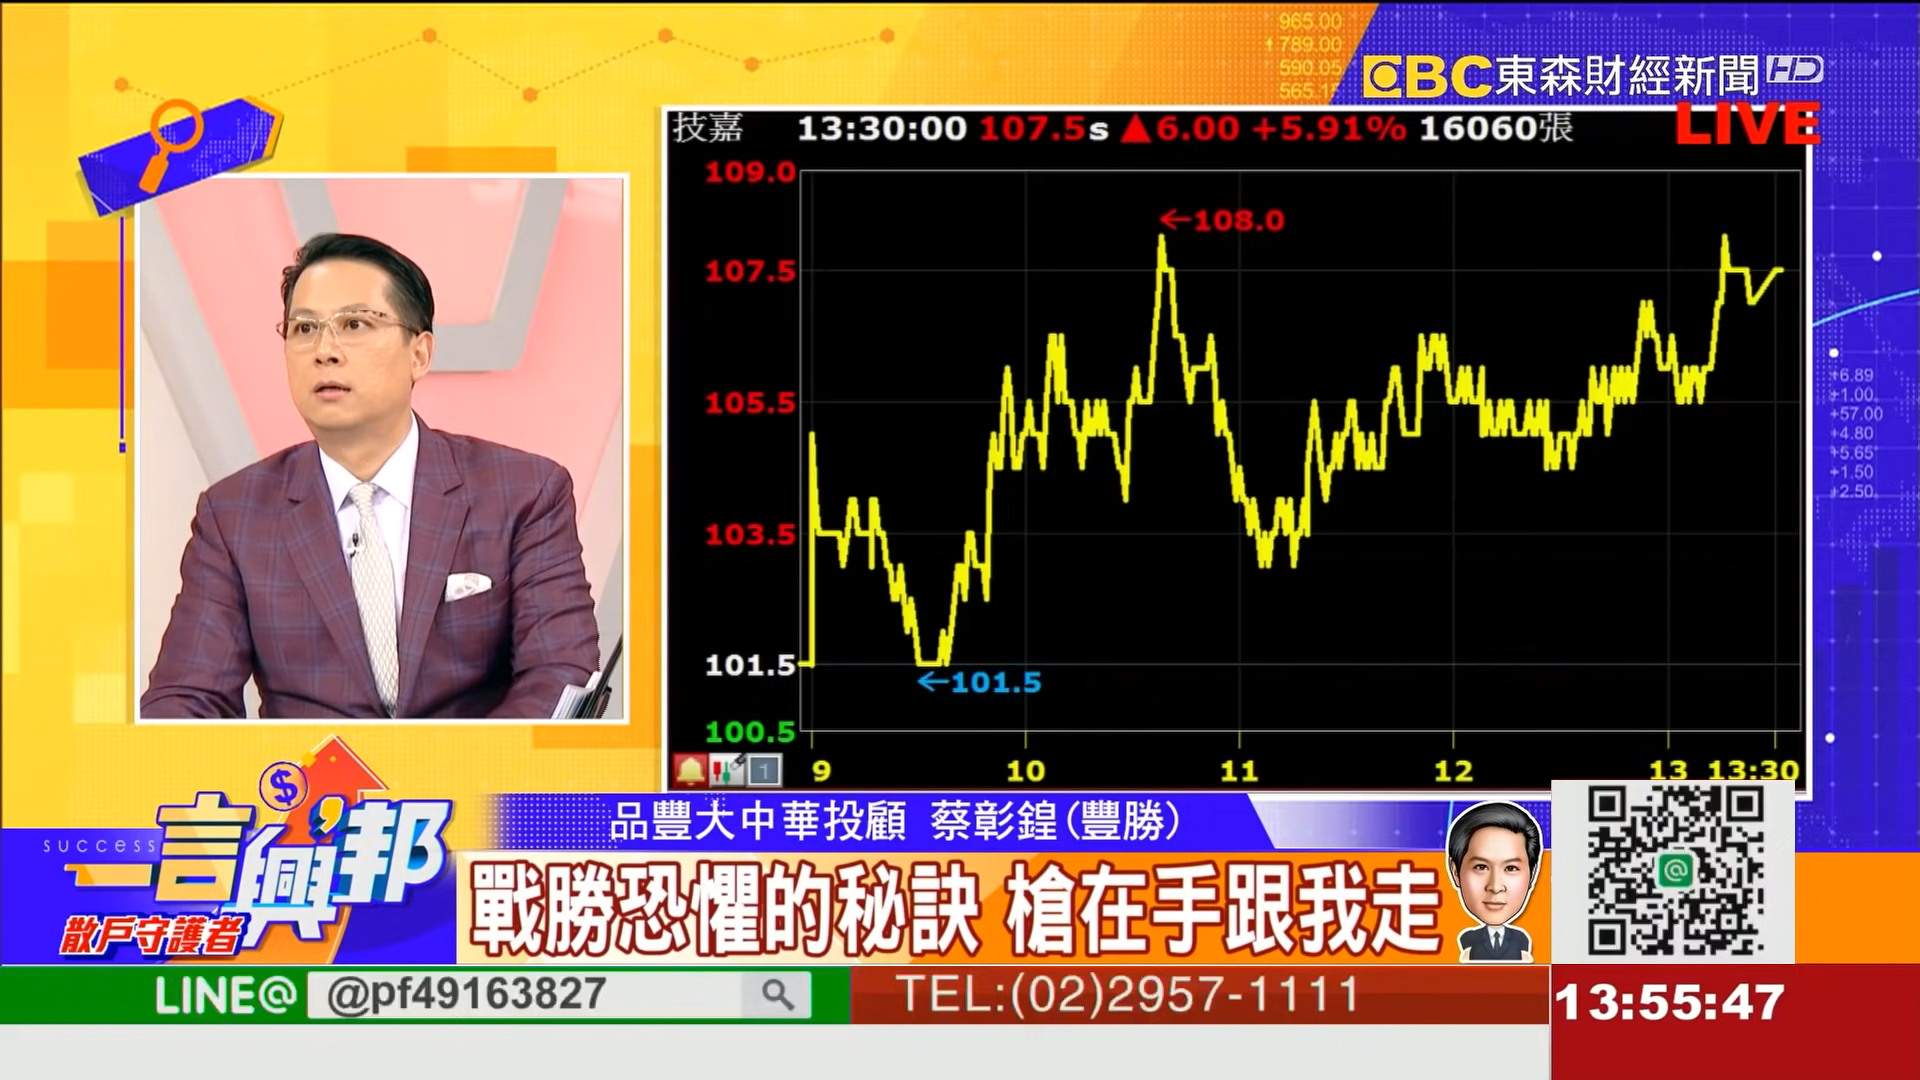 965.00
789.00
590.05
EBC東森財經新聞HD
LIVE
技嘉 13:30:00 107.5s ▲6.00 +5.91% 16060張
109.0
←108.0
107.5
105.5
103.5
101.5
←101.5
100.5
1
9 10 11 12 13 13:30
+6.89
+1.00
+57.00
+4.80
+5.65
+1.50
+2.50
success
一言興邦
散戶守護者
品豐大中華投顧 蔡彰鍠(豐勝)
戰勝恐懼的秘訣 槍在手跟我走
LINE@ @pf49163827
TEL:(02)2957-1111
13:55:47